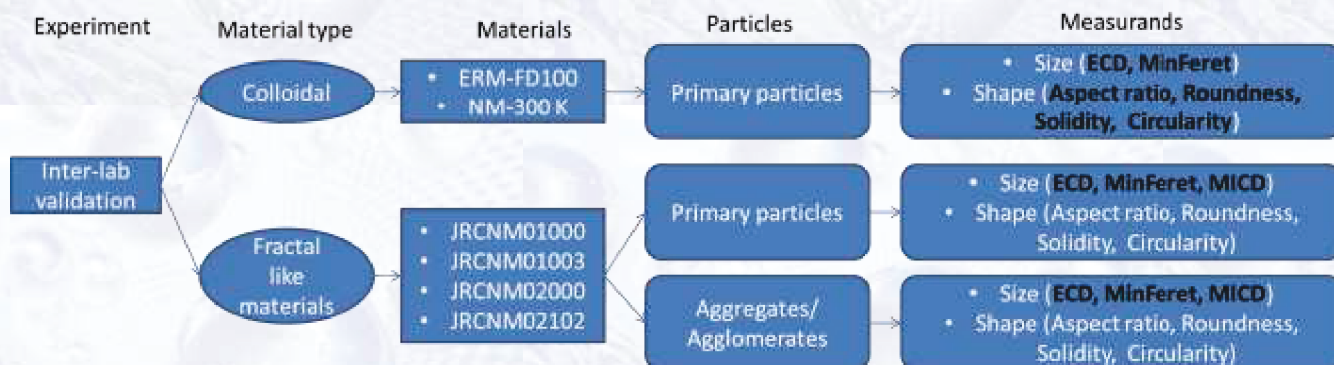 Experiment
Material type
Materials
Particles
Measurands
Inter-lab
validation
Colloidal
• ERM-FD100
• NM-300 K
Primary particles
• Size (ECD, MinFeret)
• Shape (Aspect ratio, Roundness,
Solidity, Circularity)
Fractal
like
materials
• JRCNM01000
• JRCNM01003
• JRCNM02000
• JRCNM02102
Primary particles
• Size (ECD, MinFeret, MICD)
• Shape (Aspect ratio, Roundness,
Solidity, Circularity)
Aggregates/
Agglomerates
• Size (ECD, MinFeret, MICD)
• Shape (Aspect ratio, Roundness,
Solidity, Circularity)